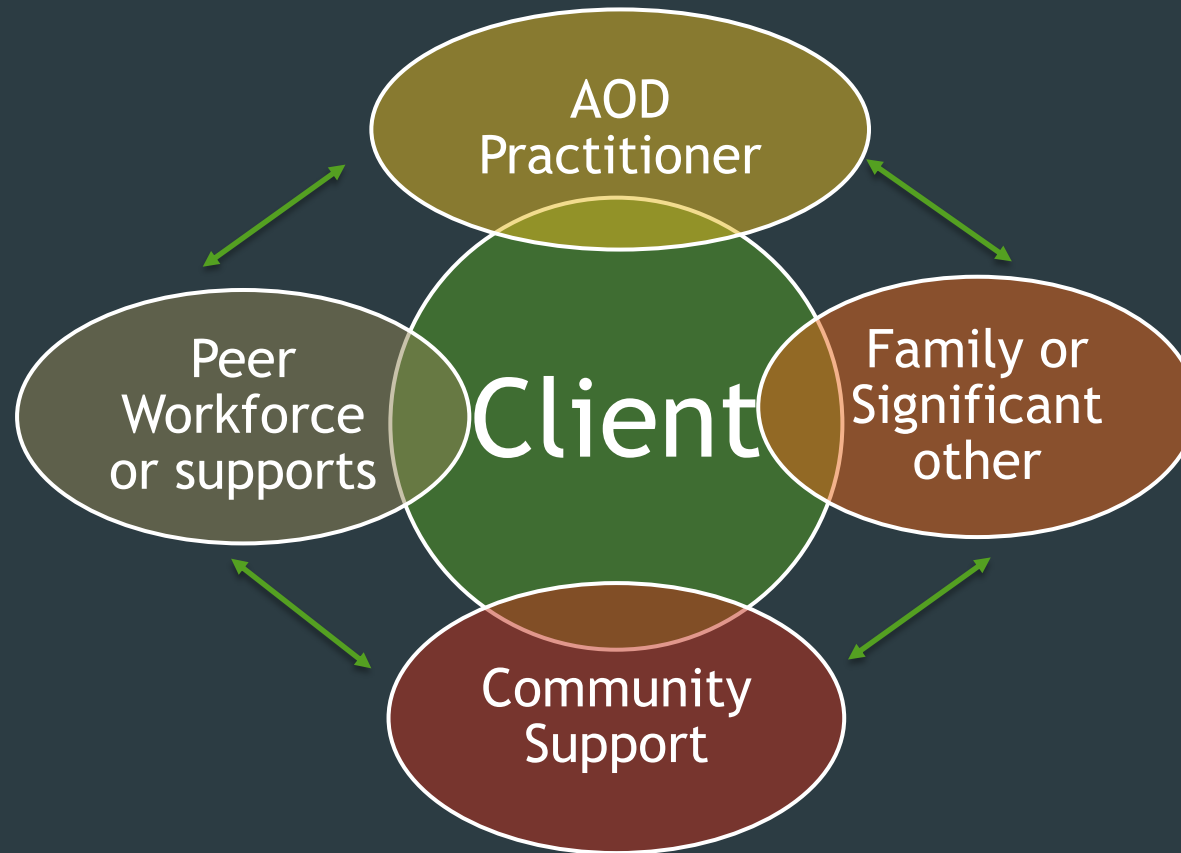 AOD
Practitioner
Peer
Workforce
or supports
Client
Family or
Significant
other
Community
Support